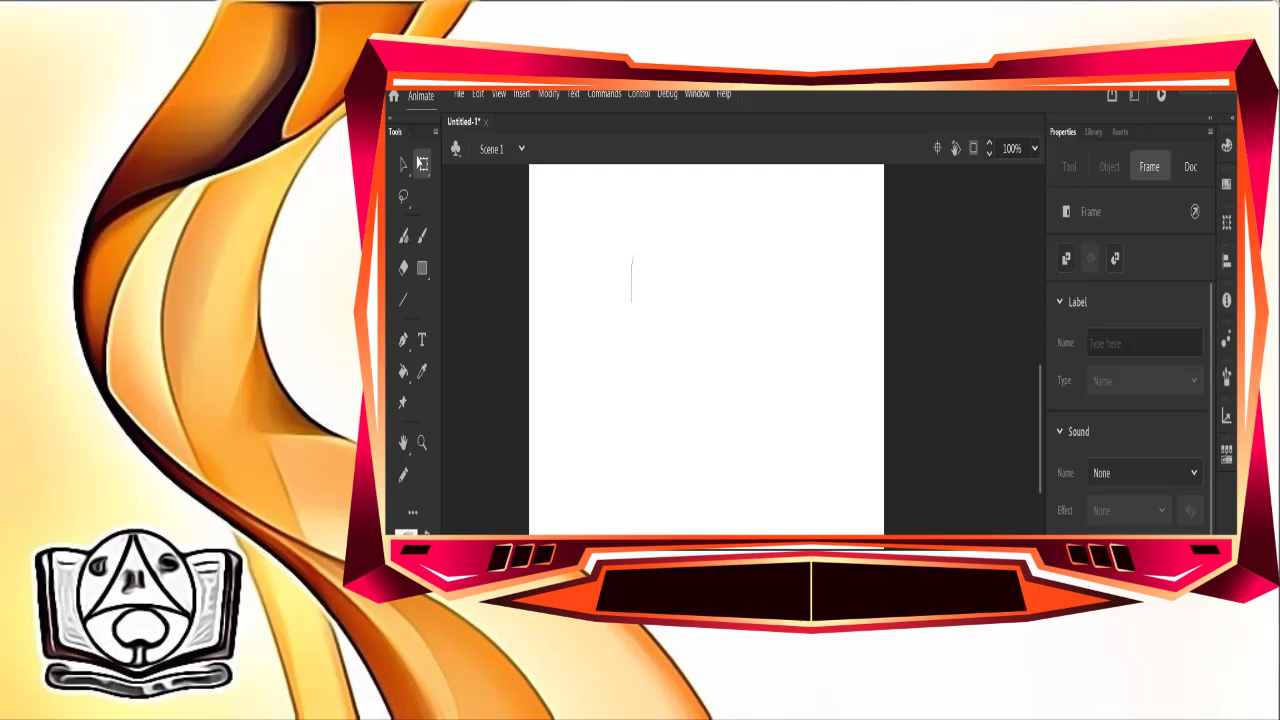 Animate File Edit View Insert Modify Text Commands Control Debug Window Help
Untitled-1* x
Tools
Properties Library Assets
Scene 1
100%
Tool Object Frame Doc
Frame
Label
Name Type here
Type Name
Sound
Name None
Effect None
T